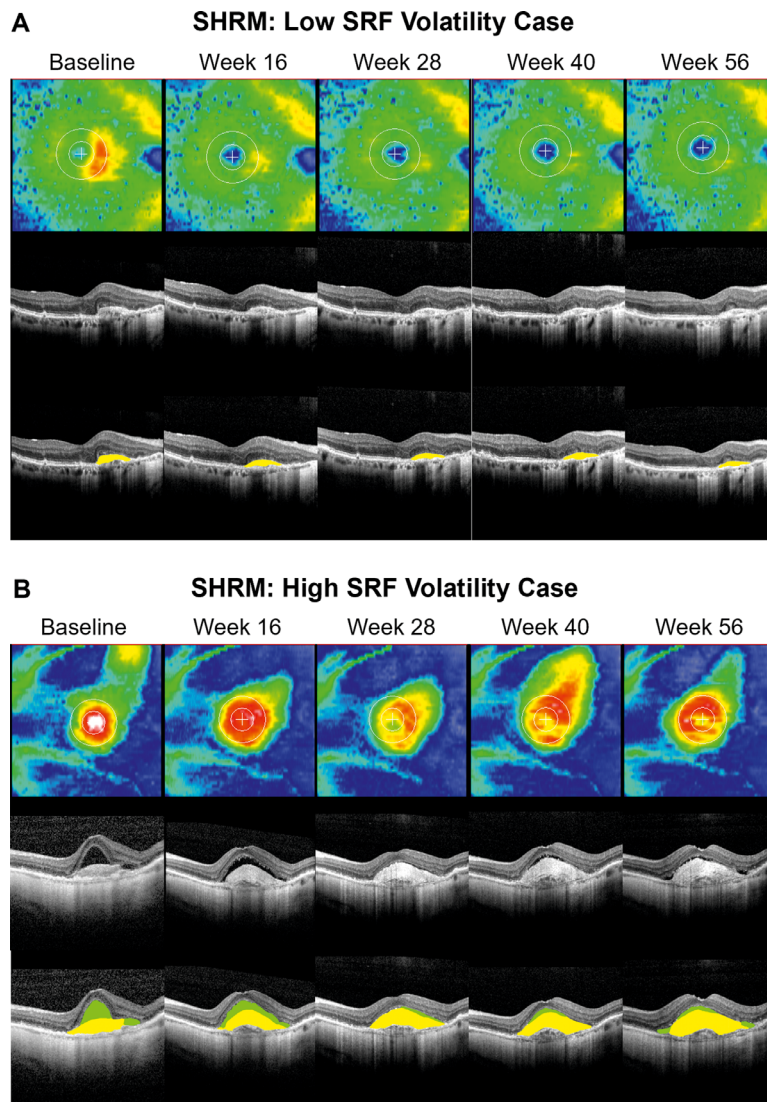 A
SHRM: Low SRF Volatility Case
Baseline Week 16 Week 28 Week 40 Week 56
B
SHRM: High SRF Volatility Case
Baseline Week 16 Week 28 Week 40 Week 56